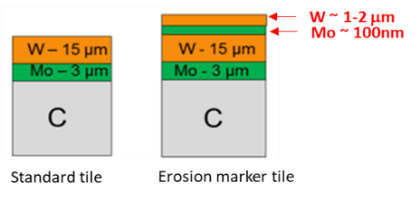 W ~ 1-2 μm
Mo ~ 100nm
W – 15 μm
Mo – 3 μm
C
W - 15 μm
Mo - 3 μm
C
Standard tile
Erosion marker tile